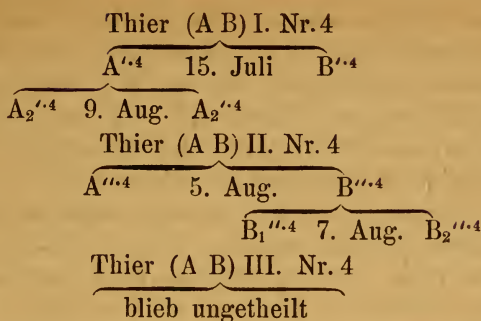 Thier (A B) I. Nr. 4
A′·4 15. Juli B′·4
A₂″·4 9. Aug. A₂″·4
Thier (A B) II. Nr. 4
A″·4 5. Aug. B″·4
B₁″·4 7. Aug. B₂″·4
Thier (A B) III. Nr. 4
blieb ungetheilt